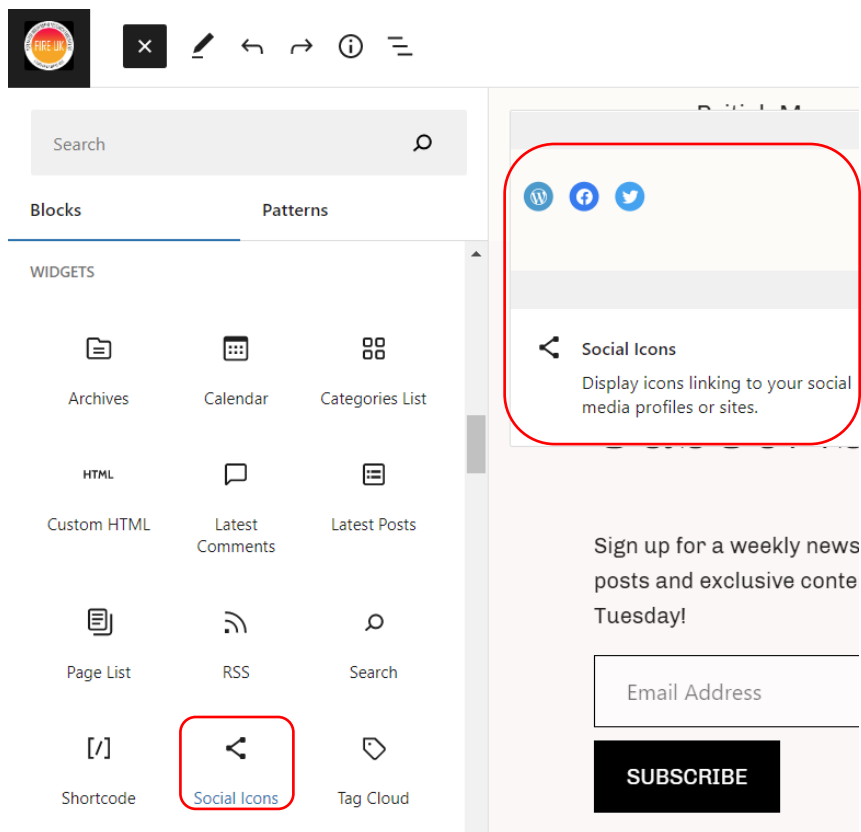 FIRE UK
Search
Blocks
Patterns
WIDGETS
Archives
Calendar
Categories List
HTML
Custom HTML
Latest
Comments
Latest Posts
Page List
RSS
Search
[/]
Shortcode
Social Icons
Tag Cloud
Social Icons
Display icons linking to your social
media profiles or sites.
Sign up for a weekly news
posts and exclusive conte
Tuesday!
Email Address
SUBSCRIBE